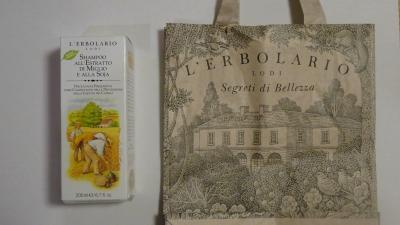 L'ERBOLARIO
LODI
SHAMPOO
ALL'ESTRATTO
DI MIGLIO
E ALLA SOIA
200 ml
L'ERBOLARIO
LODI
Segreti di Bellezza